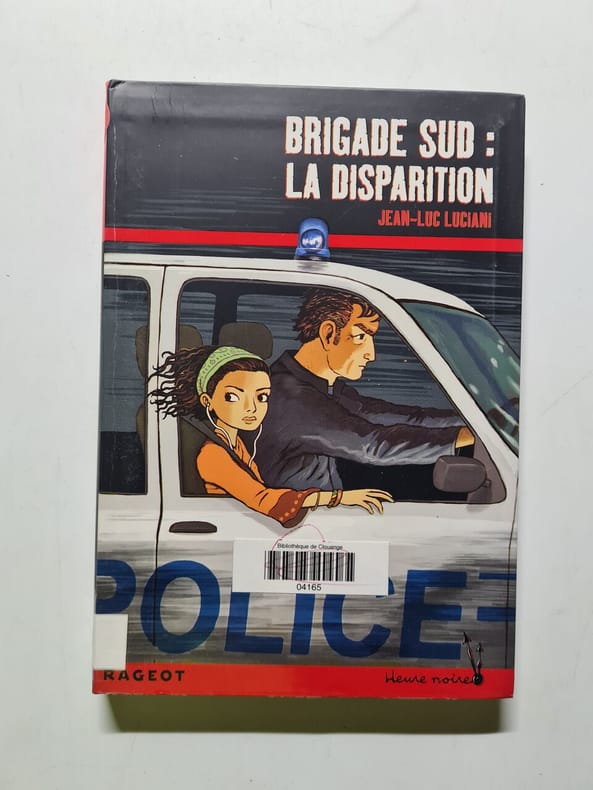 BRIGADE SUD :
LA DISPARITION
JEAN-LUC LUCIANI
Bibliothèque de Clouange
04165
POLICE
RAGEOT
Heure noire